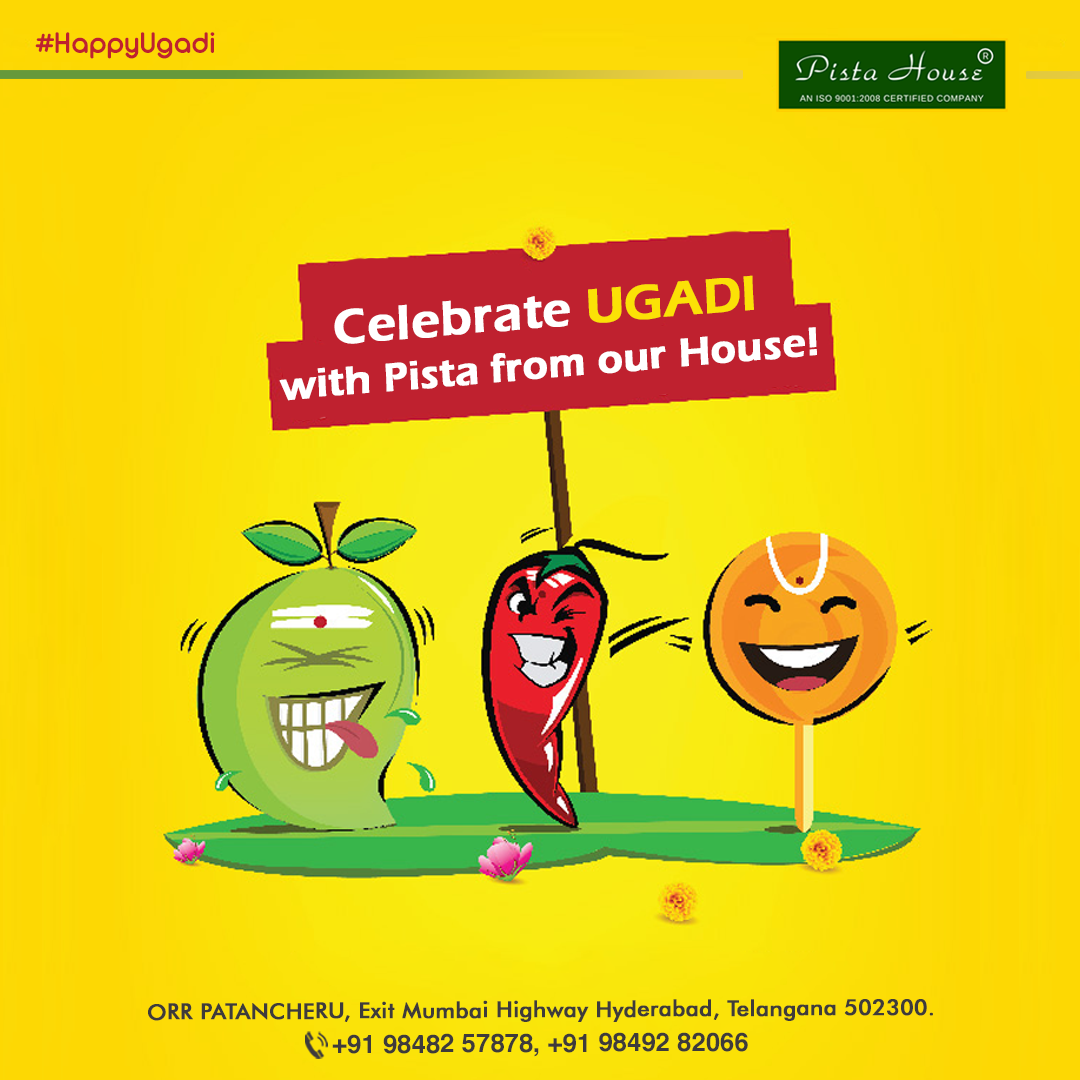 #HappyUgadi
Pista House ®
AN ISO 9001:2008 CERTIFIED COMPANY
Celebrate UGADI
with Pista from our House!
ORR PATANCHERU, Exit Mumbai Highway Hyderabad, Telangana 502300.
+91 98482 57878, +91 98492 82066